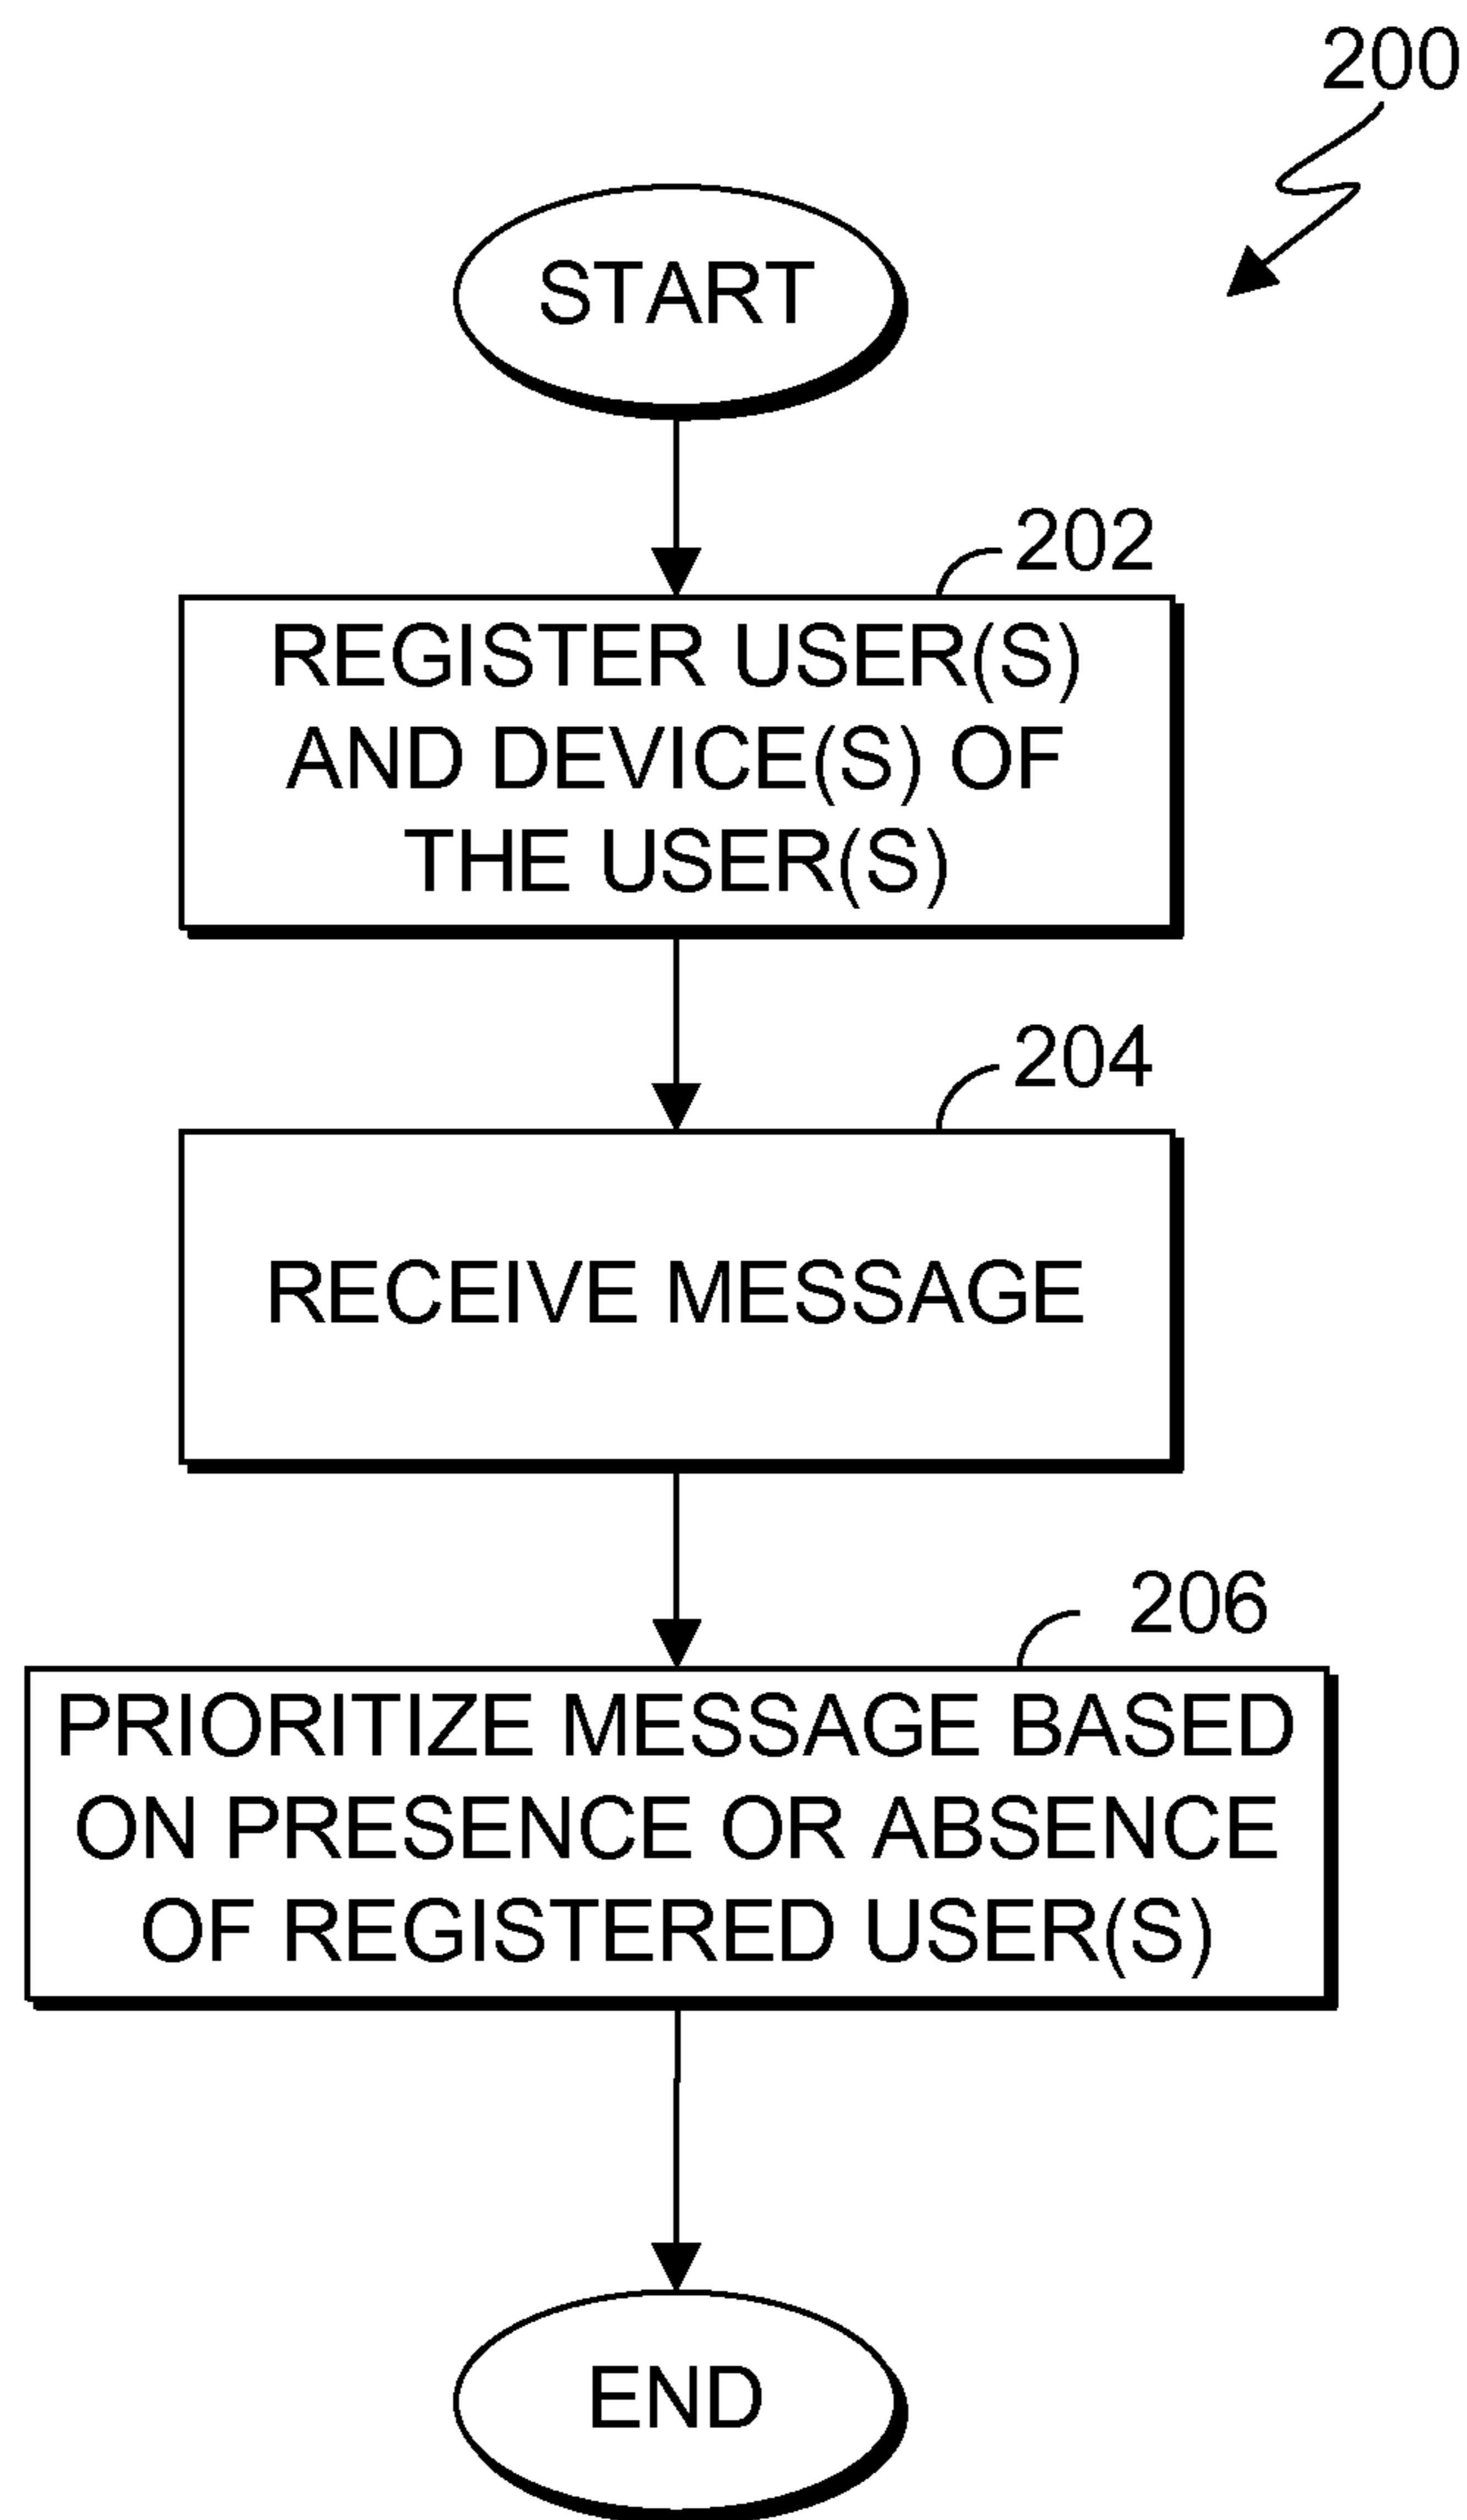 200
START
202
REGISTER USER(S)
AND DEVICE(S) OF
THE USER(S)
204
RECEIVE MESSAGE
206
PRIORITIZE MESSAGE BASED
ON PRESENCE OR ABSENCE
OF REGISTERED USER(S)
END